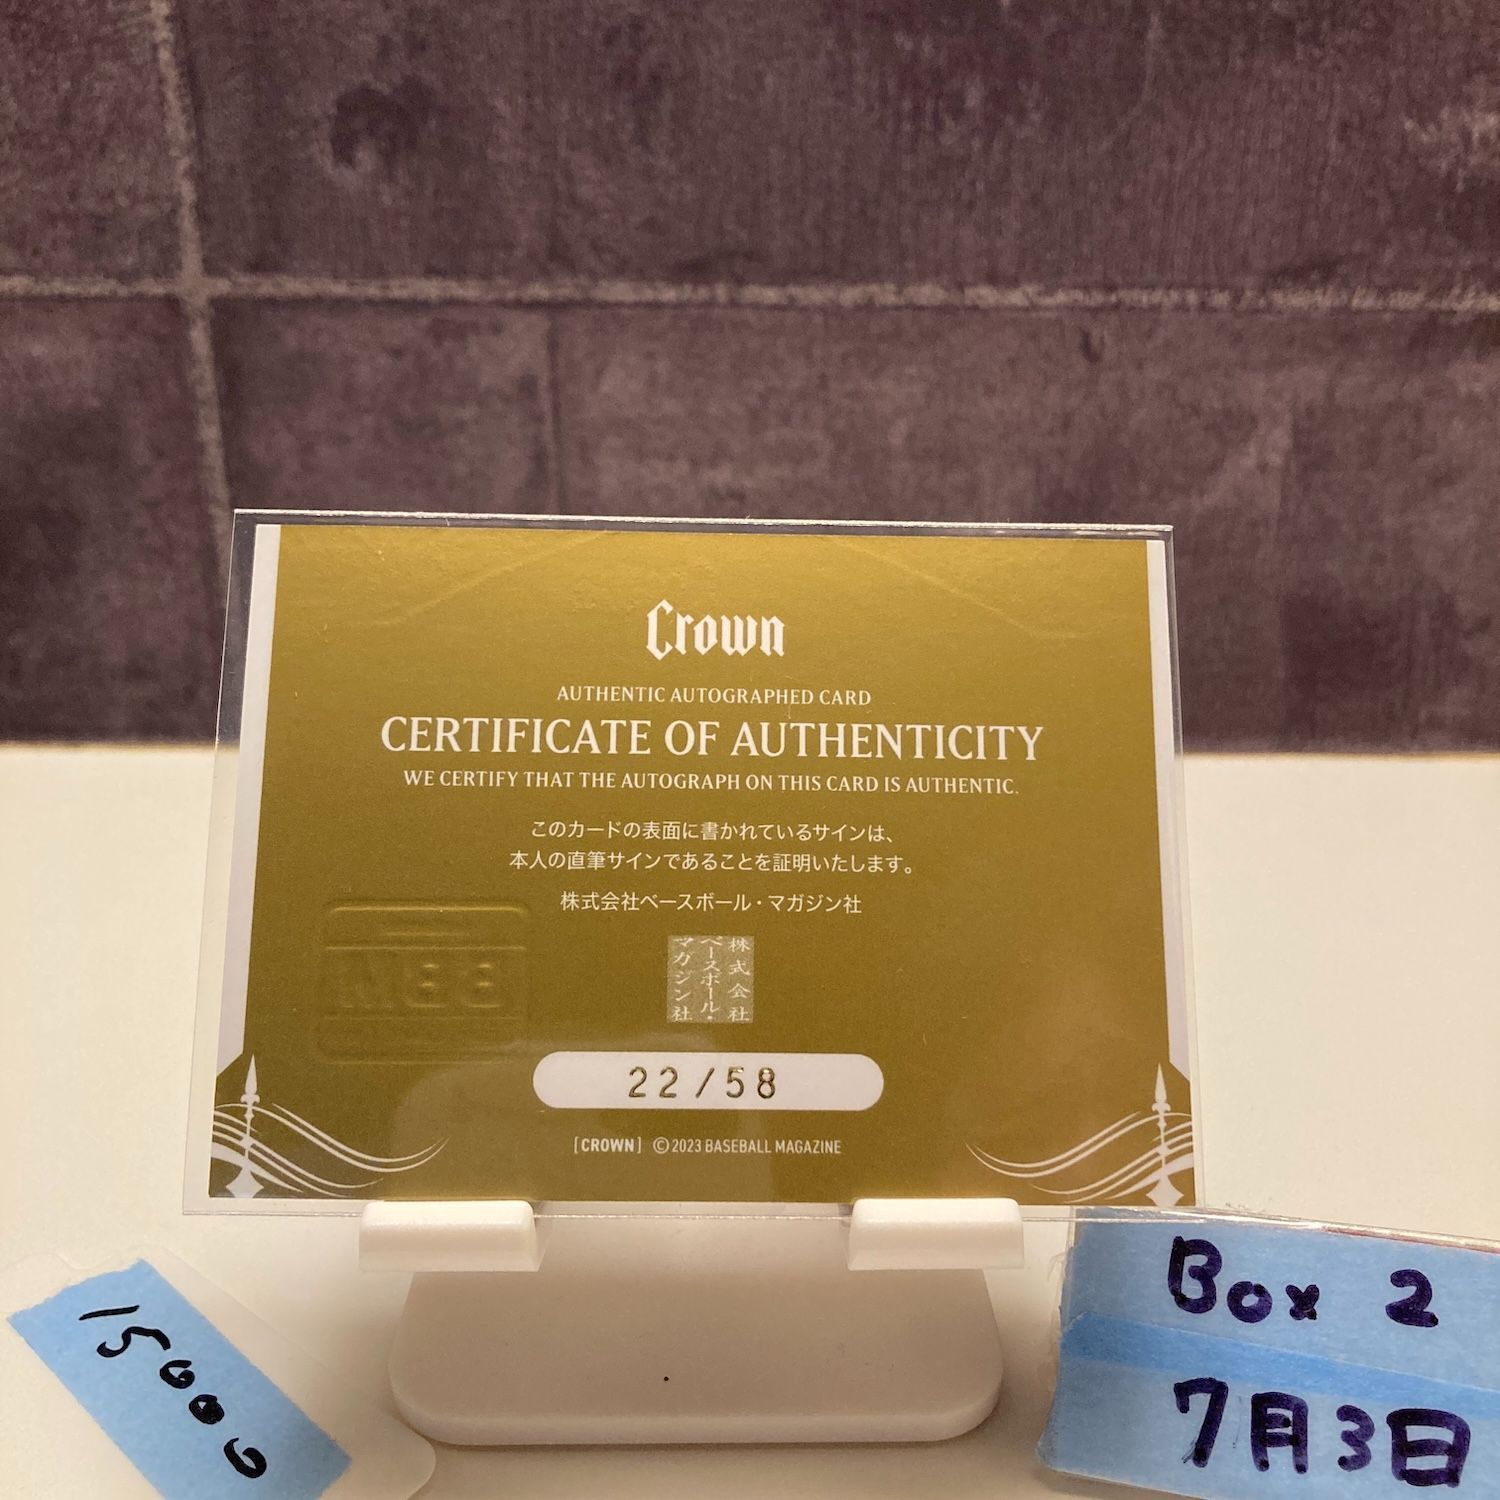 Crown
AUTHENTIC AUTOGRAPHED CARD
CERTIFICATE OF AUTHENTICITY
WE CERTIFY THAT THE AUTOGRAPH ON THIS CARD IS AUTHENTIC.
このカードの表面に書かれているサインは、
本人の直筆サインであることを証明いたします。
株式会社ベースボール・マガジン社
株式会社
ベースボール・
マガジン社
BBM
22/58
[CROWN] ©2023 BASEBALL MAGAZINE
15000
Box 2
7月3日